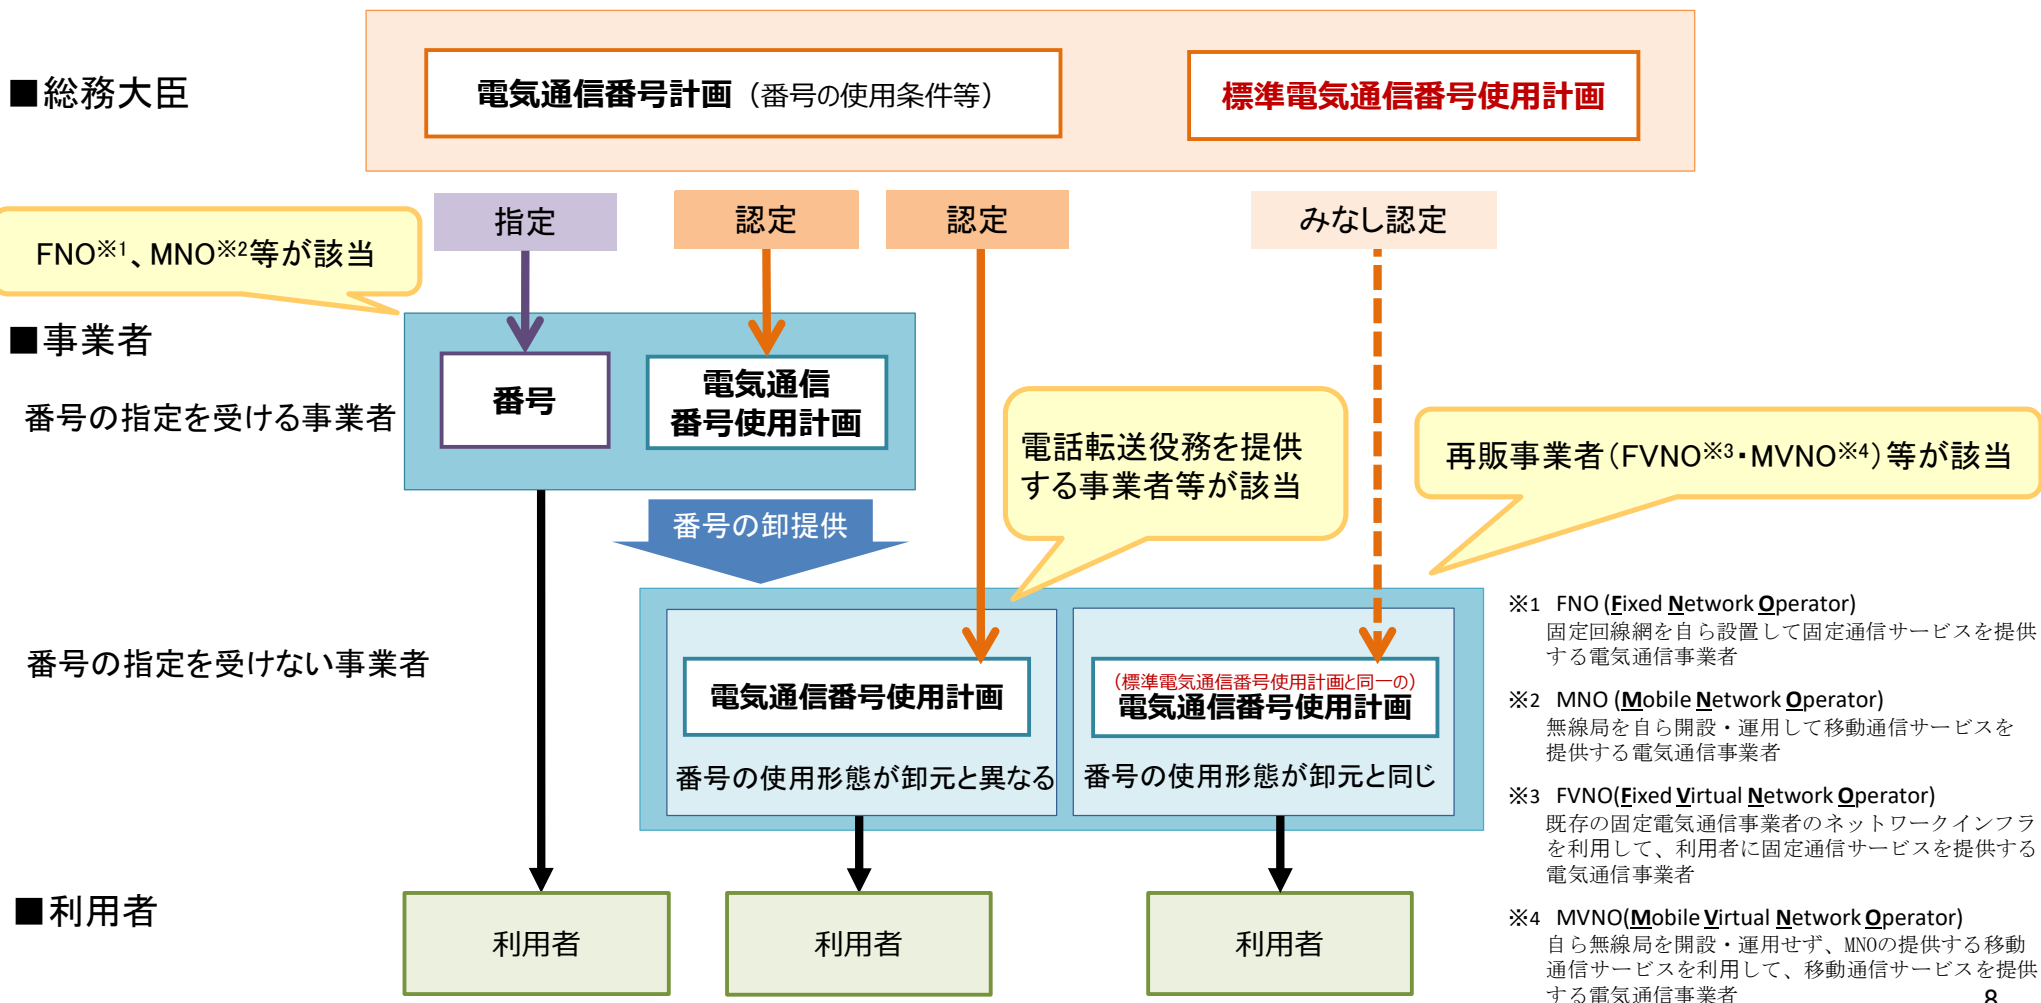 ■総務大臣
電気通信番号計画（番号の使用条件等）
標準電気通信番号使用計画
指定
認定
認定
みなし認定
FNO※1、MNO※2等が該当
■事業者
番号の指定を受ける事業者
番号
電気通信
番号使用計画
電話転送役務を提供
する事業者等が該当
再販事業者（FVNO※3・MVNO※4）等が該当
番号の卸提供
番号の指定を受けない事業者
電気通信番号使用計画
番号の使用形態が卸元と異なる
（標準電気通信番号使用計画と同一の）
電気通信番号使用計画
番号の使用形態が卸元と同じ
■利用者
利用者
利用者
利用者
※1 FNO (Fixed Network Operator)
固定回線網を自ら設置して固定通信サービスを提供
する電気通信事業者
※2 MNO (Mobile Network Operator)
無線局を自ら開設・運用して移動通信サービスを
提供する電気通信事業者
※3 FVNO(Fixed Virtual Network Operator)
既存の固定電気通信事業者のネットワークインフラ
を利用して、利用者に固定通信サービスを提供する
電気通信事業者
※4 MVNO(Mobile Virtual Network Operator)
自ら無線局を開設・運用せず、MNOの提供する移動
通信サービスを利用して、移動通信サービスを提供
する電気通信事業者
8